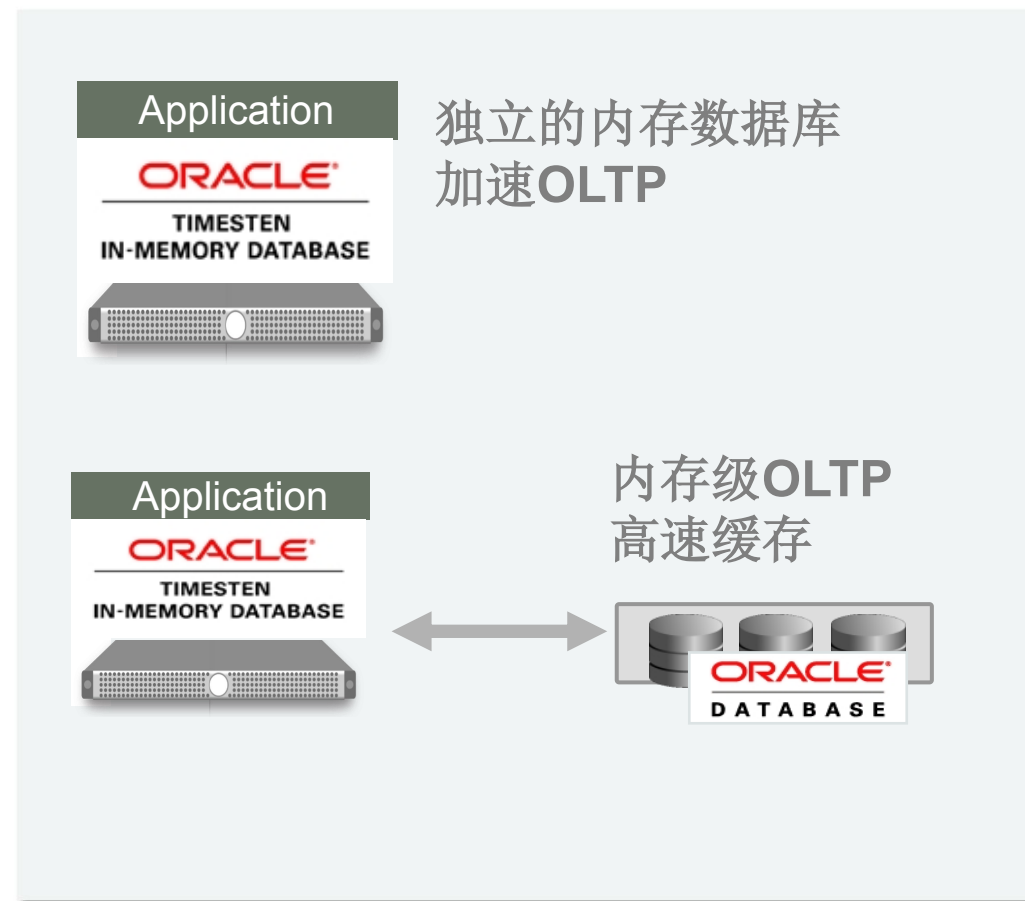 Application
ORACLE®
TIMESTEN
IN-MEMORY DATABASE
独立的内存数据库
加速OLTP
Application
ORACLE®
TIMESTEN
IN-MEMORY DATABASE
内存级OLTP
高速缓存
ORACLE®
DATABASE